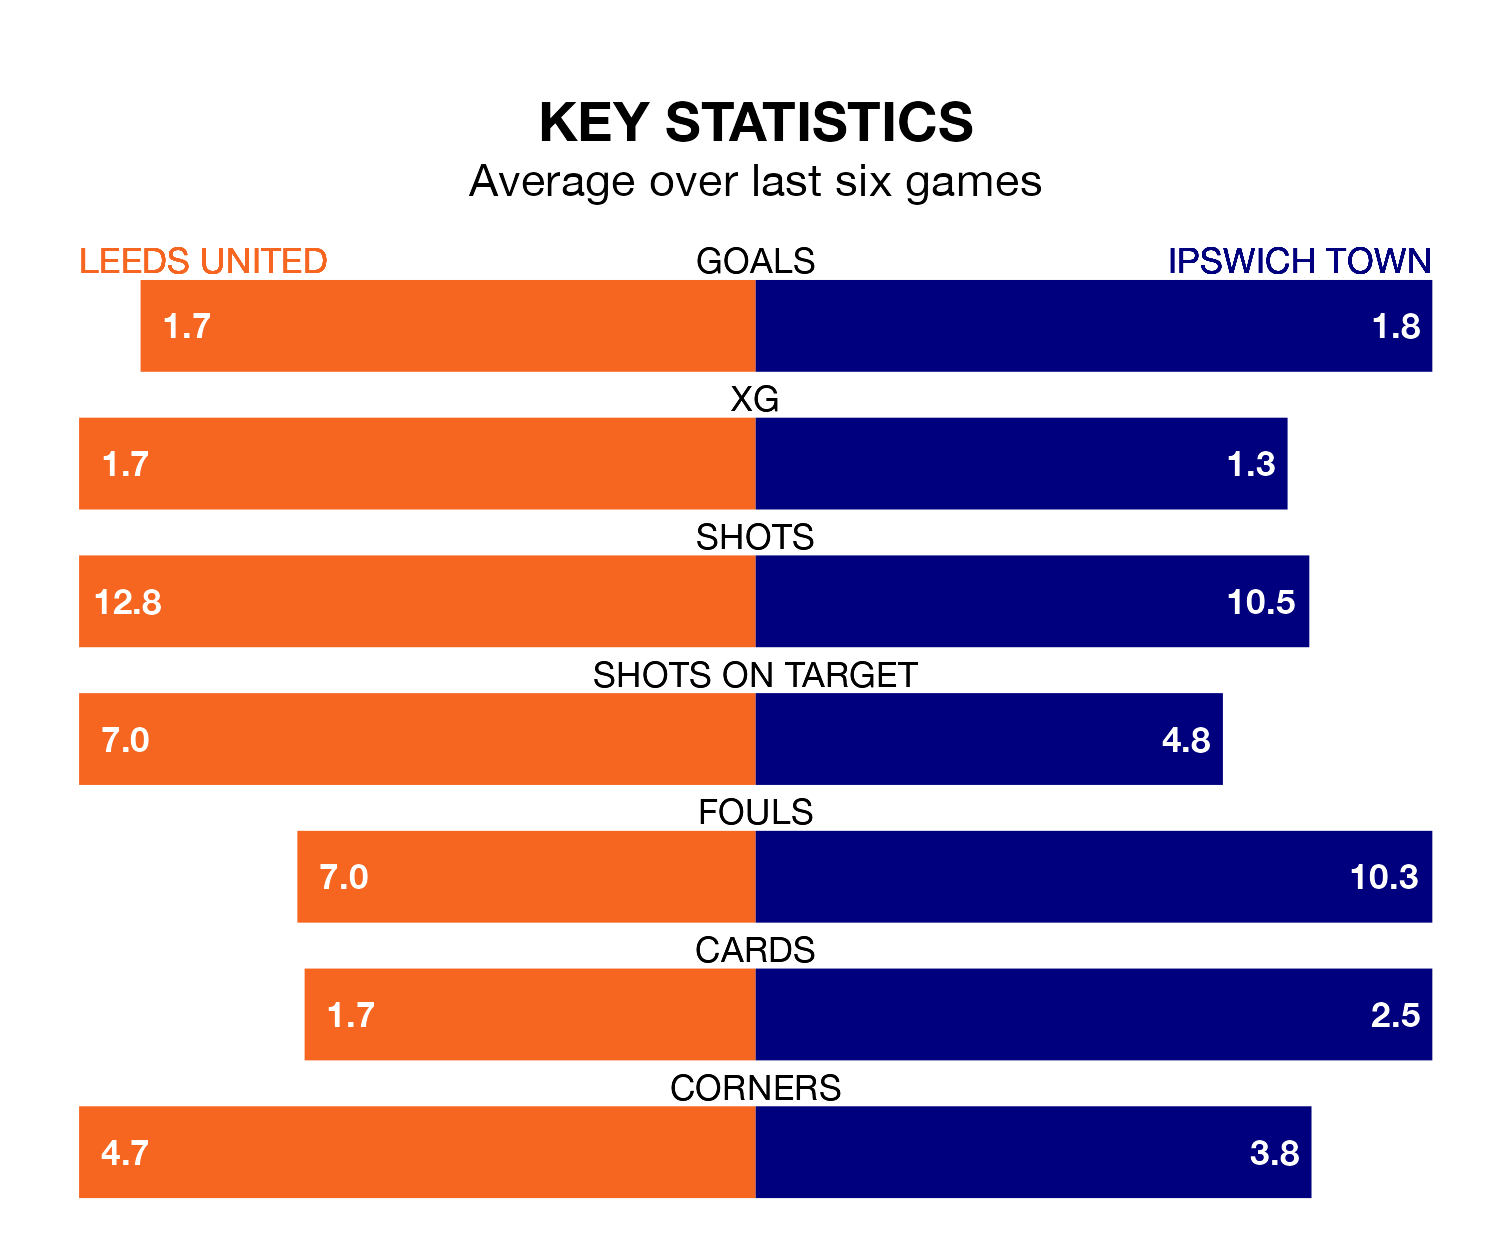 KEY STATISTICS
Average over last six games
LEEDS UNITED GOALS IPSWICH TOWN
1.7 1.8
XG
1.7 1.3
SHOTS
12.8 10.5
SHOTS ON TARGET
7.0 4.8
FOULS
7.0 10.3
CARDS
1.7 2.5
CORNERS
4.7 3.8